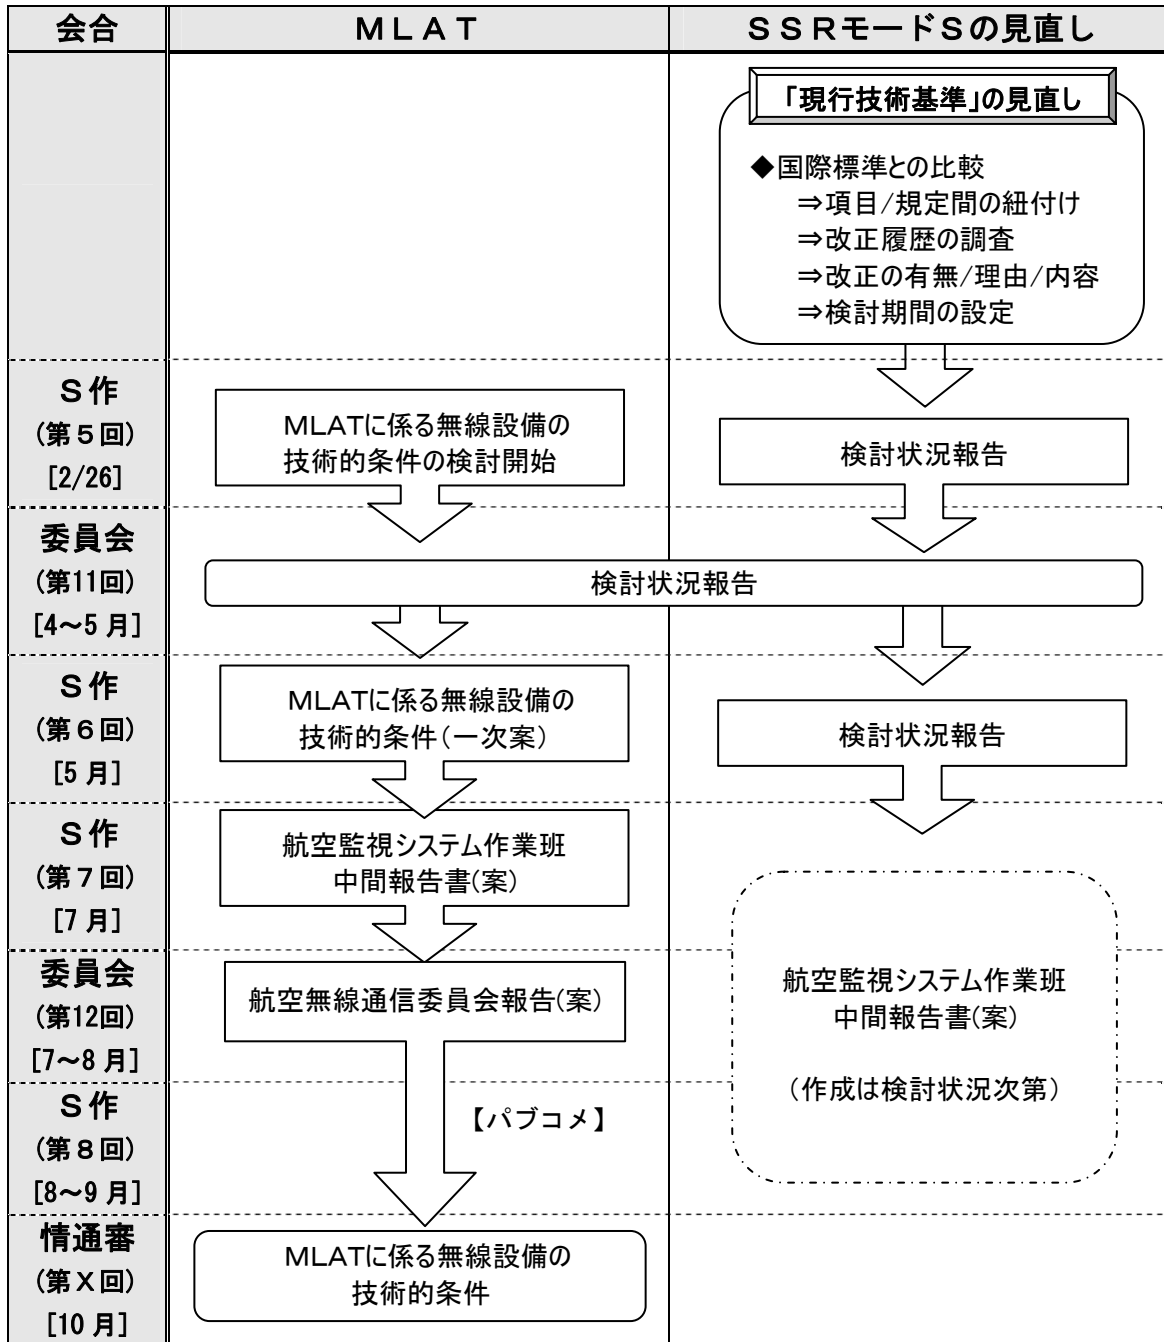 会合
ＭＬＡＴ
ＳＳＲモードＳの見直し
「現行技術基準」の見直し
◆国際標準との比較
⇒項目/規定間の紐付け
⇒改正履歴の調査
⇒改正の有無/理由/内容
⇒検討期間の設定
Ｓ作
(第５回)
[2/26]
MLATに係る無線設備の
技術的条件の検討開始
検討状況報告
委員会
(第11回)
[4～5 月]
検討状況報告
Ｓ作
(第６回)
[5 月]
MLATに係る無線設備の
技術的条件(一次案)
検討状況報告
Ｓ作
(第７回)
[7 月]
航空監視システム作業班
中間報告書(案)
委員会
(第12回)
[7～8 月]
航空無線通信委員会報告(案)
航空監視システム作業班
中間報告書(案)
（作成は検討状況次第）
Ｓ作
(第８回)
[8～9 月]
【パブコメ】
情通審
(第Ｘ回)
[10 月]
MLATに係る無線設備の
技術的条件